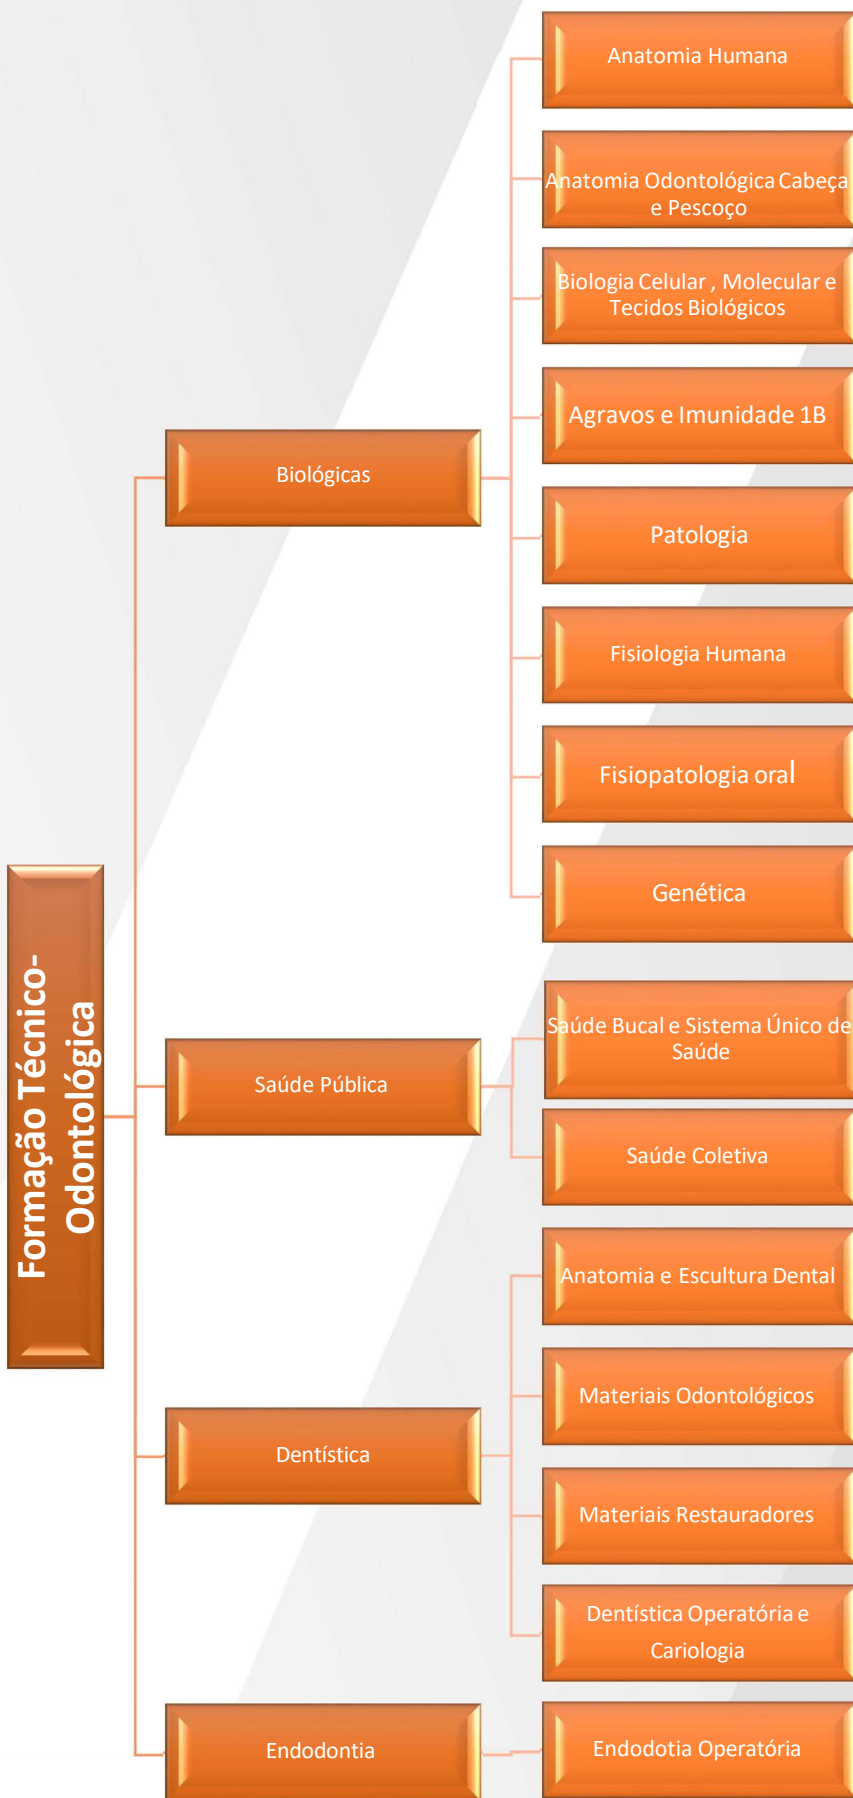 Formação Técnico-
Odontológica
Biológicas
Anatomia Humana
Anatomia Odontológica Cabeça
e Pescoço
Biologia Celular , Molecular e
Tecidos Biológicos
Agravos e Imunidade 1B
Patologia
Fisiologia Humana
Fisiopatologia oral
Genética
Saúde Pública
Saúde Bucal e Sistema Único de
Saúde
Saúde Coletiva
Dentística
Anatomia e Escultura Dental
Materiais Odontológicos
Materiais Restauradores
Dentística Operatória e
Cariologia
Endodontia
Endodotia Operatória